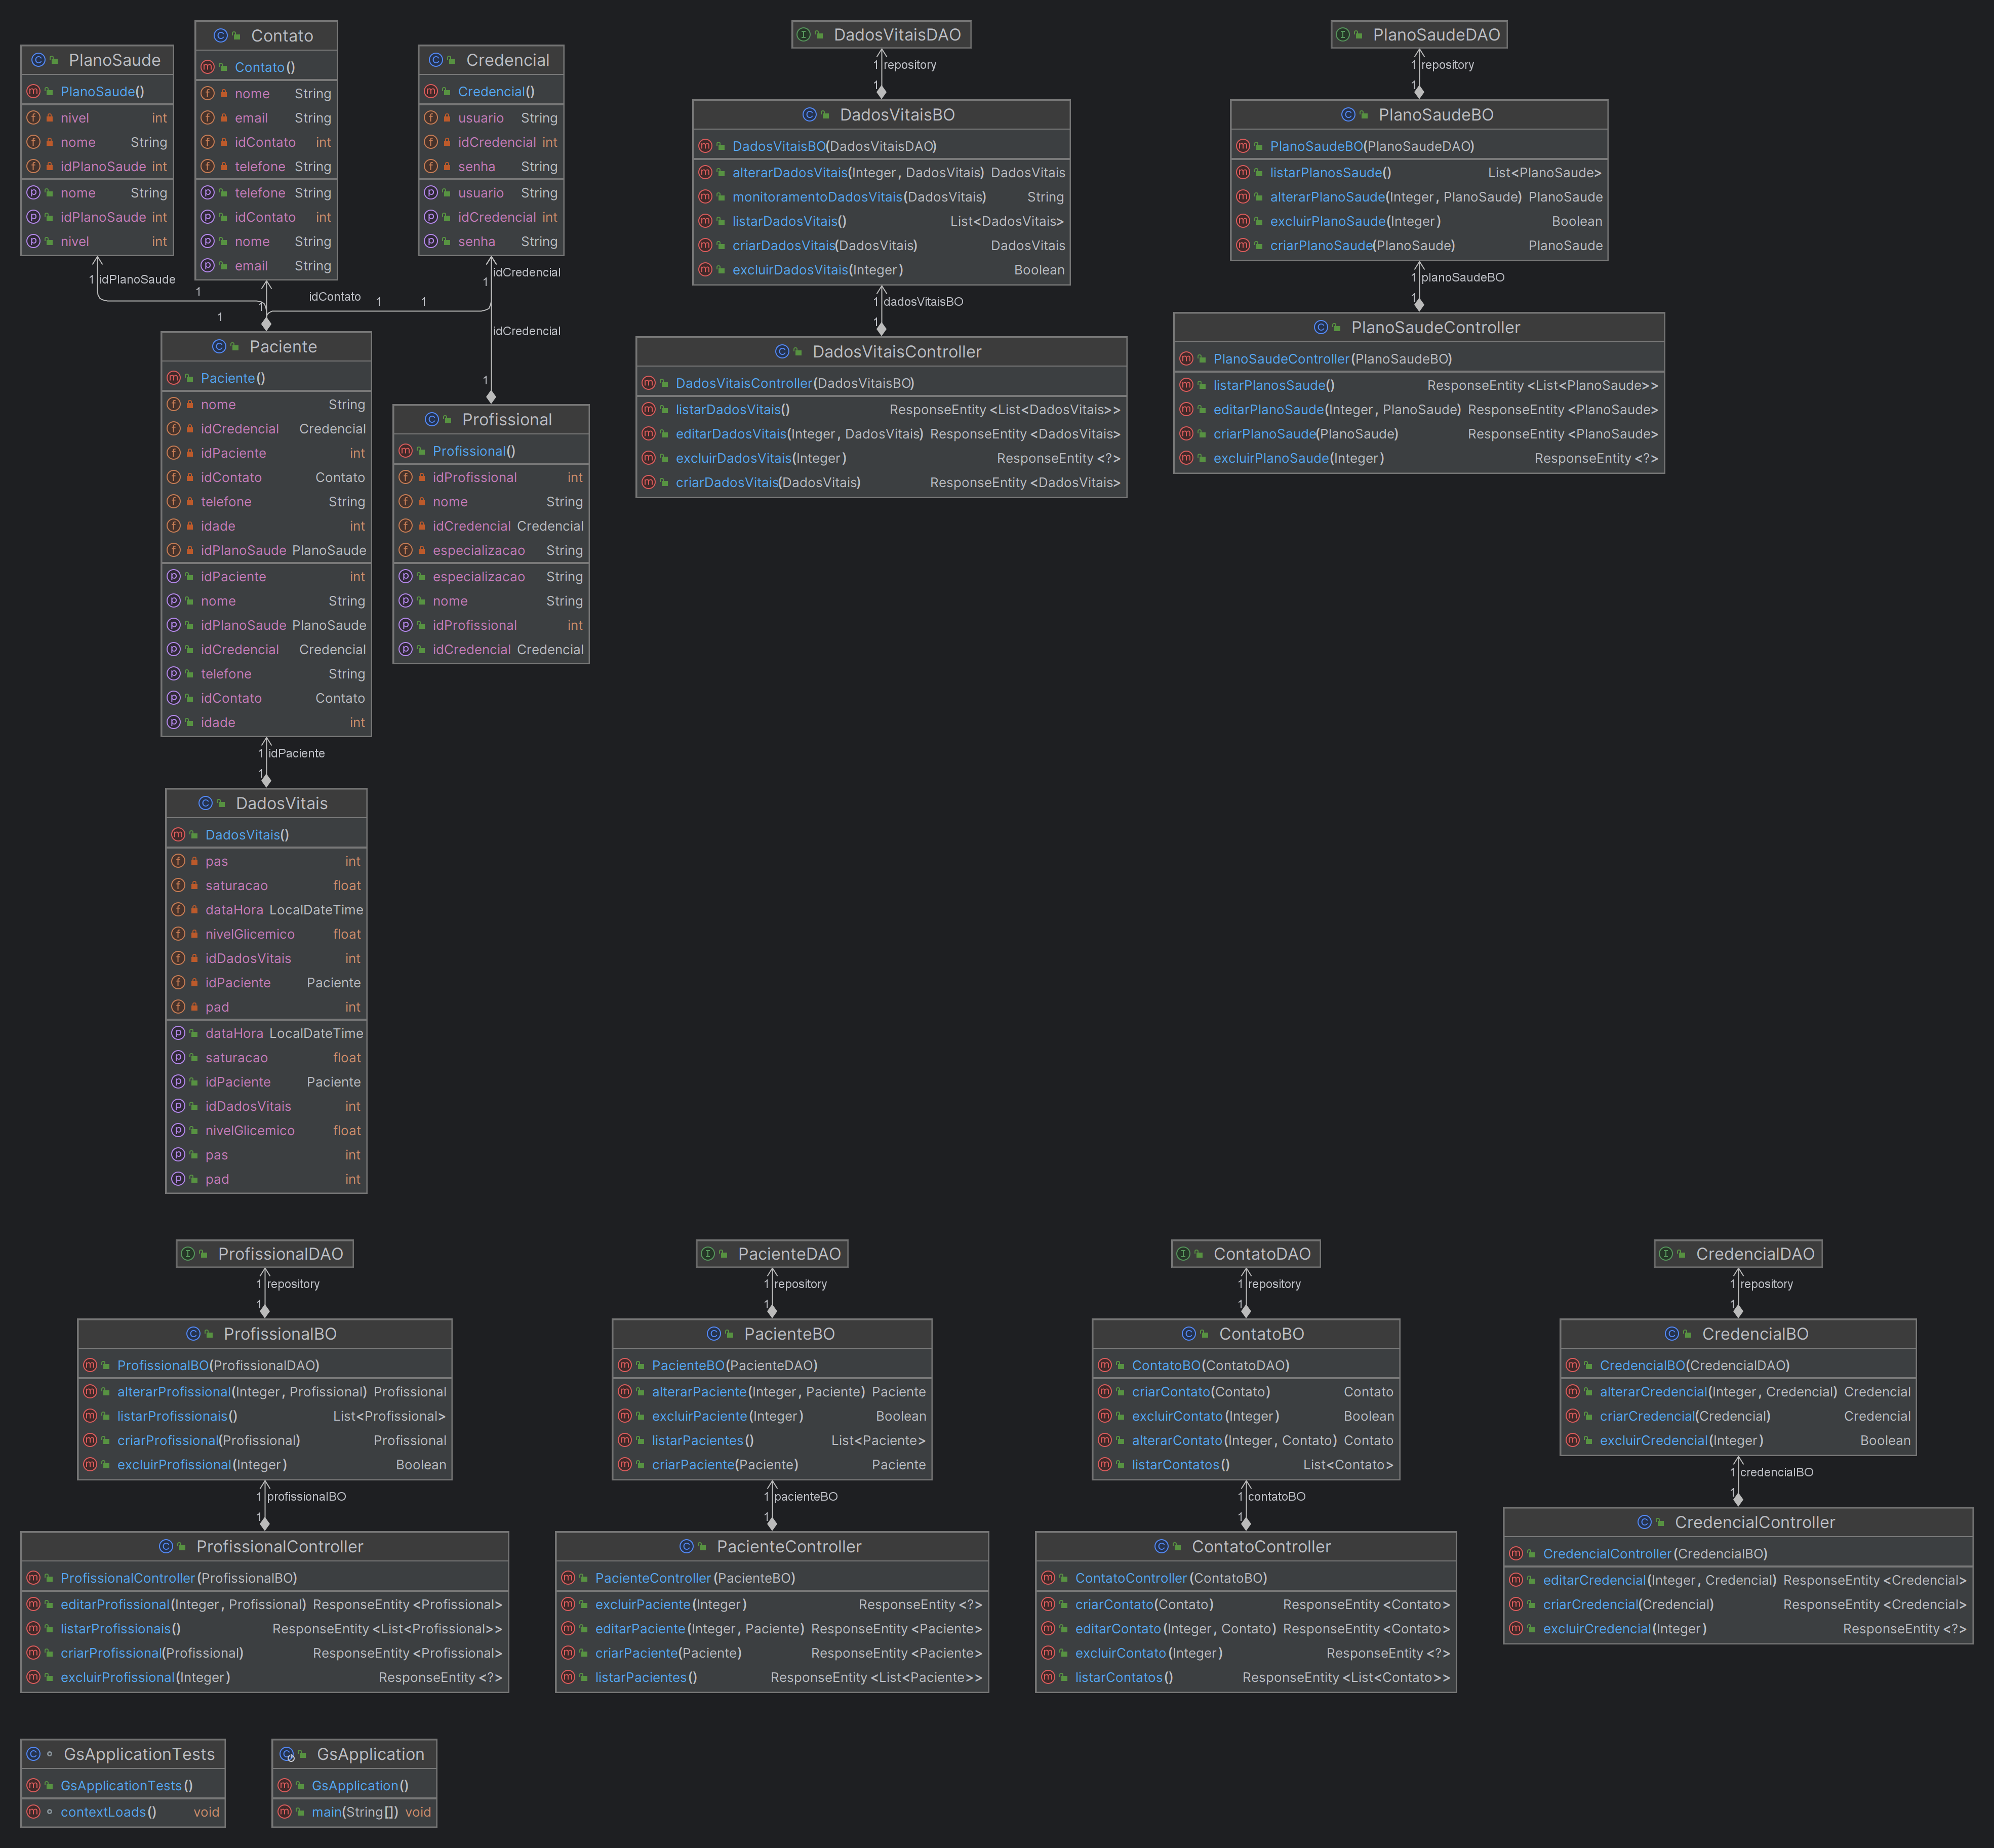 PlanoSaude
PlanoSaude()
nivel int
nome String
idPlanoSaude int
nome String
idPlanoSaude int
nivel int
Contato
Contato()
nome String
email String
idContato int
telefone String
telefone String
idContato int
nome String
email String
Credencial
Credencial()
usuario String
idCredencial int
senha String
usuario String
idCredencial int
senha String
1 idPlanoSaude
1
1
1
idContato
1
1
1
idCredencial
idCredencial
1
Paciente
Paciente()
nome String
idCredencial Credencial
idPaciente int
idContato Contato
telefone String
idade int
idPlanoSaude PlanoSaude
idPaciente int
nome String
idPlanoSaude PlanoSaude
idCredencial Credencial
telefone String
idContato Contato
idade int
Profissional
Profissional()
idProfissional int
nome String
idCredencial Credencial
especializacao String
especializacao String
nome String
idProfissional int
idCredencial Credencial
1 idPaciente
1
DadosVitais
DadosVitais()
pas int
saturacao float
dataHora LocalDateTime
nivelGlicemico float
idDadosVitais int
idPaciente Paciente
pad int
dataHora LocalDateTime
saturacao float
idPaciente Paciente
idDadosVitais int
nivelGlicemico float
pas int
pad int
DadosVitaisDAO
1 repository
1
DadosVitaisBO
DadosVitaisBO(DadosVitaisDAO)
alterarDadosVitais(Integer, DadosVitais) DadosVitais
monitoramentoDadosVitais(DadosVitais) String
listarDadosVitais() List<DadosVitais>
criarDadosVitais(DadosVitais) DadosVitais
excluirDadosVitais(Integer) Boolean
1 dadosVitaisBO
1
DadosVitaisController
DadosVitaisController(DadosVitaisBO)
listarDadosVitais() ResponseEntity<List<DadosVitais>>
editarDadosVitais(Integer, DadosVitais) ResponseEntity<DadosVitais>
excluirDadosVitais(Integer) ResponseEntity<?>
criarDadosVitais(DadosVitais) ResponseEntity<DadosVitais>
PlanoSaudeDAO
1 repository
1
PlanoSaudeBO
PlanoSaudeBO(PlanoSaudeDAO)
listarPlanosSaude() List<PlanoSaude>
alterarPlanoSaude(Integer, PlanoSaude) PlanoSaude
excluirPlanoSaude(Integer) Boolean
criarPlanoSaude(PlanoSaude) PlanoSaude
1 planoSaudeBO
1
PlanoSaudeController
PlanoSaudeController(PlanoSaudeBO)
listarPlanosSaude() ResponseEntity<List<PlanoSaude>>
editarPlanoSaude(Integer, PlanoSaude) ResponseEntity<PlanoSaude>
criarPlanoSaude(PlanoSaude) ResponseEntity<PlanoSaude>
excluirPlanoSaude(Integer) ResponseEntity<?>
ProfissionalDAO
1 repository
1
ProfissionalBO
ProfissionalBO(ProfissionalDAO)
alterarProfissional(Integer, Profissional) Profissional
listarProfissionais() List<Profissional>
criarProfissional(Profissional) Profissional
excluirProfissional(Integer) Boolean
1 profissionalBO
1
ProfissionalController
ProfissionalController(ProfissionalBO)
editarProfissional(Integer, Profissional) ResponseEntity<Profissional>
listarProfissionais() ResponseEntity<List<Profissional>>
criarProfissional(Profissional) ResponseEntity<Profissional>
excluirProfissional(Integer) ResponseEntity<?>
PacienteDAO
1 repository
1
PacienteBO
PacienteBO(PacienteDAO)
alterarPaciente(Integer, Paciente) Paciente
excluirPaciente(Integer) Boolean
listarPacientes() List<Paciente>
criarPaciente(Paciente) Paciente
1 pacienteBO
1
PacienteController
PacienteController(PacienteBO)
excluirPaciente(Integer) ResponseEntity<?>
editarPaciente(Integer, Paciente) ResponseEntity<Paciente>
criarPaciente(Paciente) ResponseEntity<Paciente>
listarPacientes() ResponseEntity<List<Paciente>>
ContatoDAO
1 repository
1
ContatoBO
ContatoBO(ContatoDAO)
criarContato(Contato) Contato
excluirContato(Integer) Boolean
alterarContato(Integer, Contato) Contato
listarContatos() List<Contato>
1 contatoBO
1
ContatoController
ContatoController(ContatoBO)
criarContato(Contato) ResponseEntity<Contato>
editarContato(Integer, Contato) ResponseEntity<Contato>
excluirContato(Integer) ResponseEntity<?>
listarContatos() ResponseEntity<List<Contato>>
CredencialDAO
1 repository
1
CredencialBO
CredencialBO(CredencialDAO)
alterarCredencial(Integer, Credencial) Credencial
criarCredencial(Credencial) Credencial
excluirCredencial(Integer) Boolean
1 credencialBO
1
CredencialController
CredencialController(CredencialBO)
editarCredencial(Integer, Credencial) ResponseEntity<Credencial>
criarCredencial(Credencial) ResponseEntity<Credencial>
excluirCredencial(Integer) ResponseEntity<?>
GsApplicationTests
GsApplicationTests()
contextLoads() void
GsApplication
GsApplication()
main(String[]) void